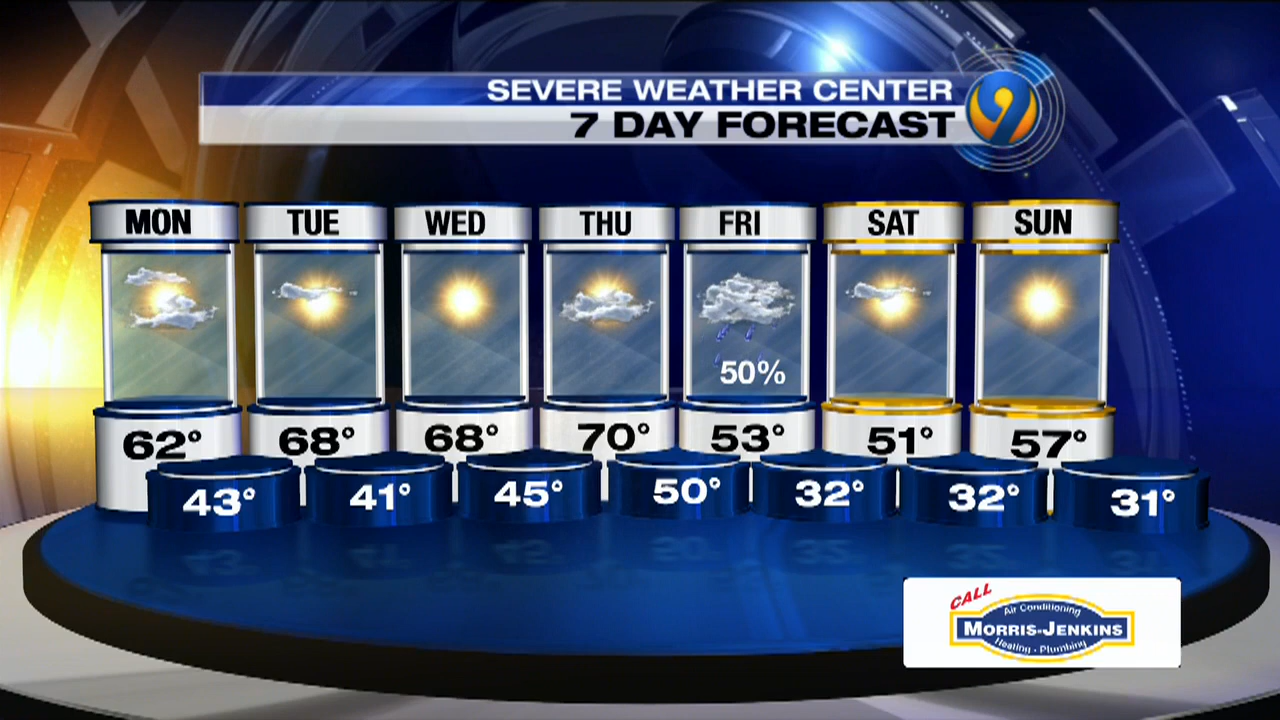 SEVERE WEATHER CENTER
7 DAY FORECAST
9
MON TUE WED THU FRI SAT SUN
50%
62° 68° 68° 70° 53° 51° 57°
43° 41° 45° 50° 32° 32° 31°
CALL
Air Conditioning
MORRIS-JENKINS
Heating · Plumbing